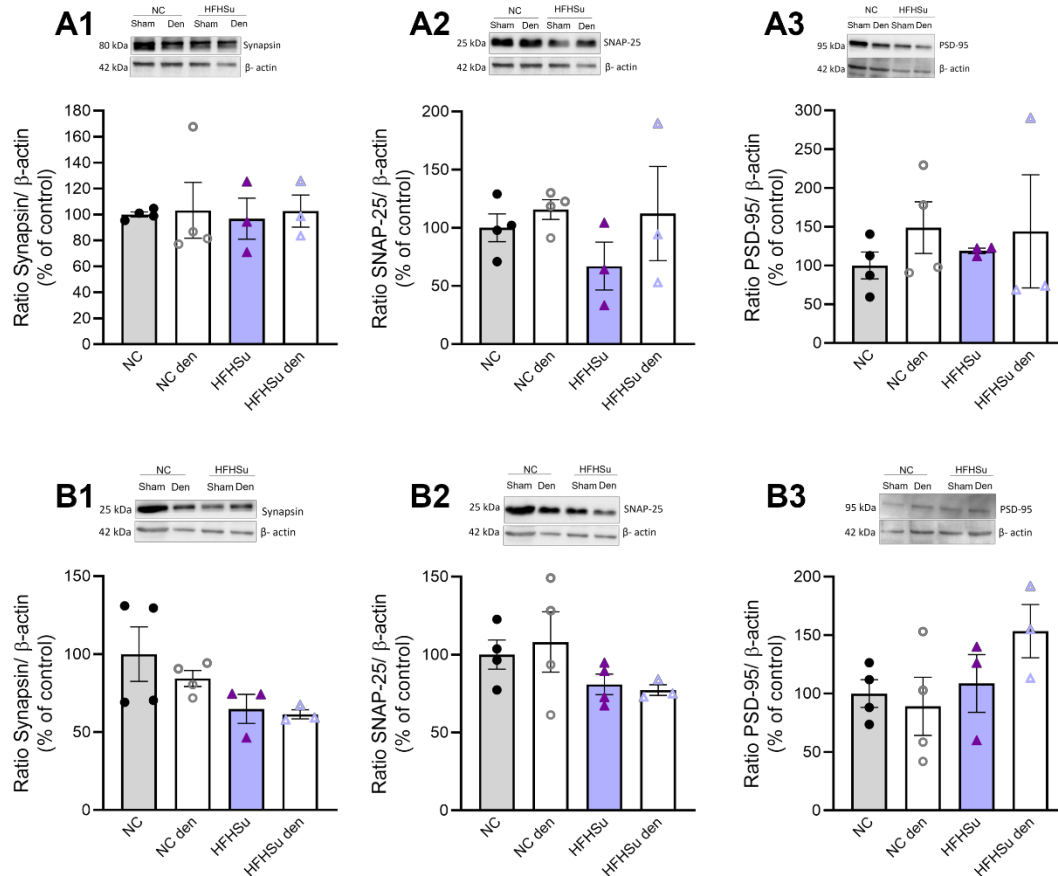 A1
NC HFHSu
Sham Den Sham Den
80 kDa Synapsin
42 kDa β- actin
Ratio Synapsin/ β-actin
(% of control)
180
160
140
120
100
80
60
40
20
0
NC
NC den
HFHSu
HFHSu den
A2
NC HFHSu
Sham Den Sham Den
25 kDa SNAP-25
42 kDa β- actin
Ratio SNAP-25/ β-actin
(% of control)
200
150
100
50
0
NC
NC den
HFHSu
HFHSu den
A3
NC HFHSu
Sham Den Sham Den
95 kDa PSD-95
42 kDa β- actin
Ratio PSD-95/ β-actin
(% of control)
300
250
200
150
100
50
0
NC
NC den
HFHSu
HFHSu den
B1
NC HFHSu
Sham Den Sham Den
25 kDa Synapsin
42 kDa β- actin
Ratio Synapsin/ β-actin
(% of control)
150
100
50
0
NC
NC den
HFHSu
HFHSu den
B2
NC HFHSu
Sham Den Sham Den
25 kDa SNAP-25
42 kDa β- actin
Ratio SNAP-25/ β-actin
(% of control)
150
100
50
0
NC
NC den
HFHSu
HFHSu den
B3
NC HFHSu
Sham Den Sham Den
95 kDa PSD-95
42 kDa β- actin
Ratio PSD-95/ β-actin
(% of control)
200
150
100
50
0
NC
NC den
HFHSu
HFHSu den